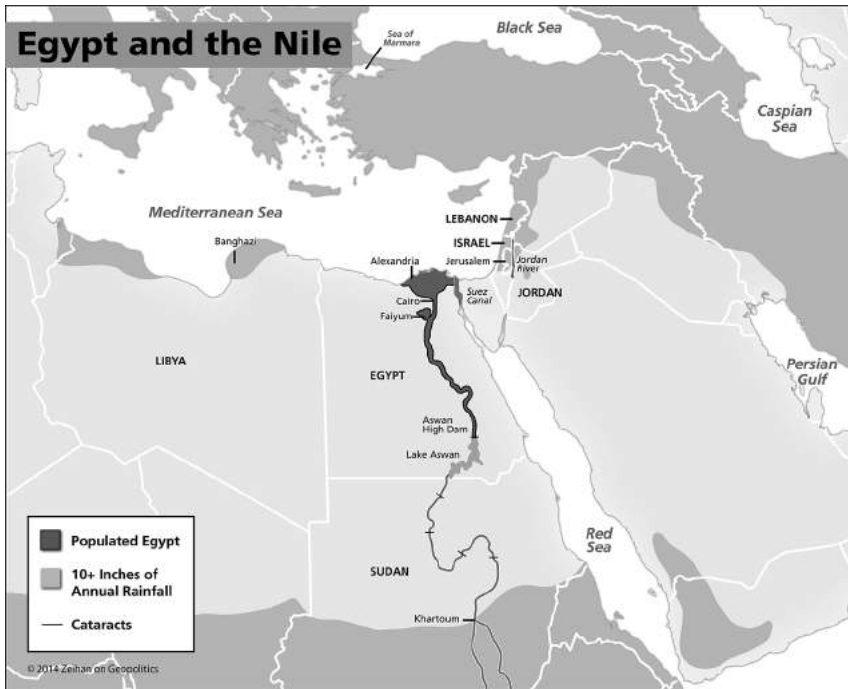 Egypt and the Nile
Sea of
Marmara
Black Sea
Caspian
Sea
Mediterranean Sea
Banghazi
LEBANON
ISRAEL
Alexandria
Jerusalem
Jordan
River
Suez
Canal
JORDAN
Cairo
Faiyum
LIBYA
EGYPT
Persian
Gulf
Aswan
High Dam
Lake Aswan
Red
Sea
SUDAN
Khartoum
Populated Egypt
10+ Inches of
Annual Rainfall
Cataracts
© 2014 Zeihan on Geopolitics